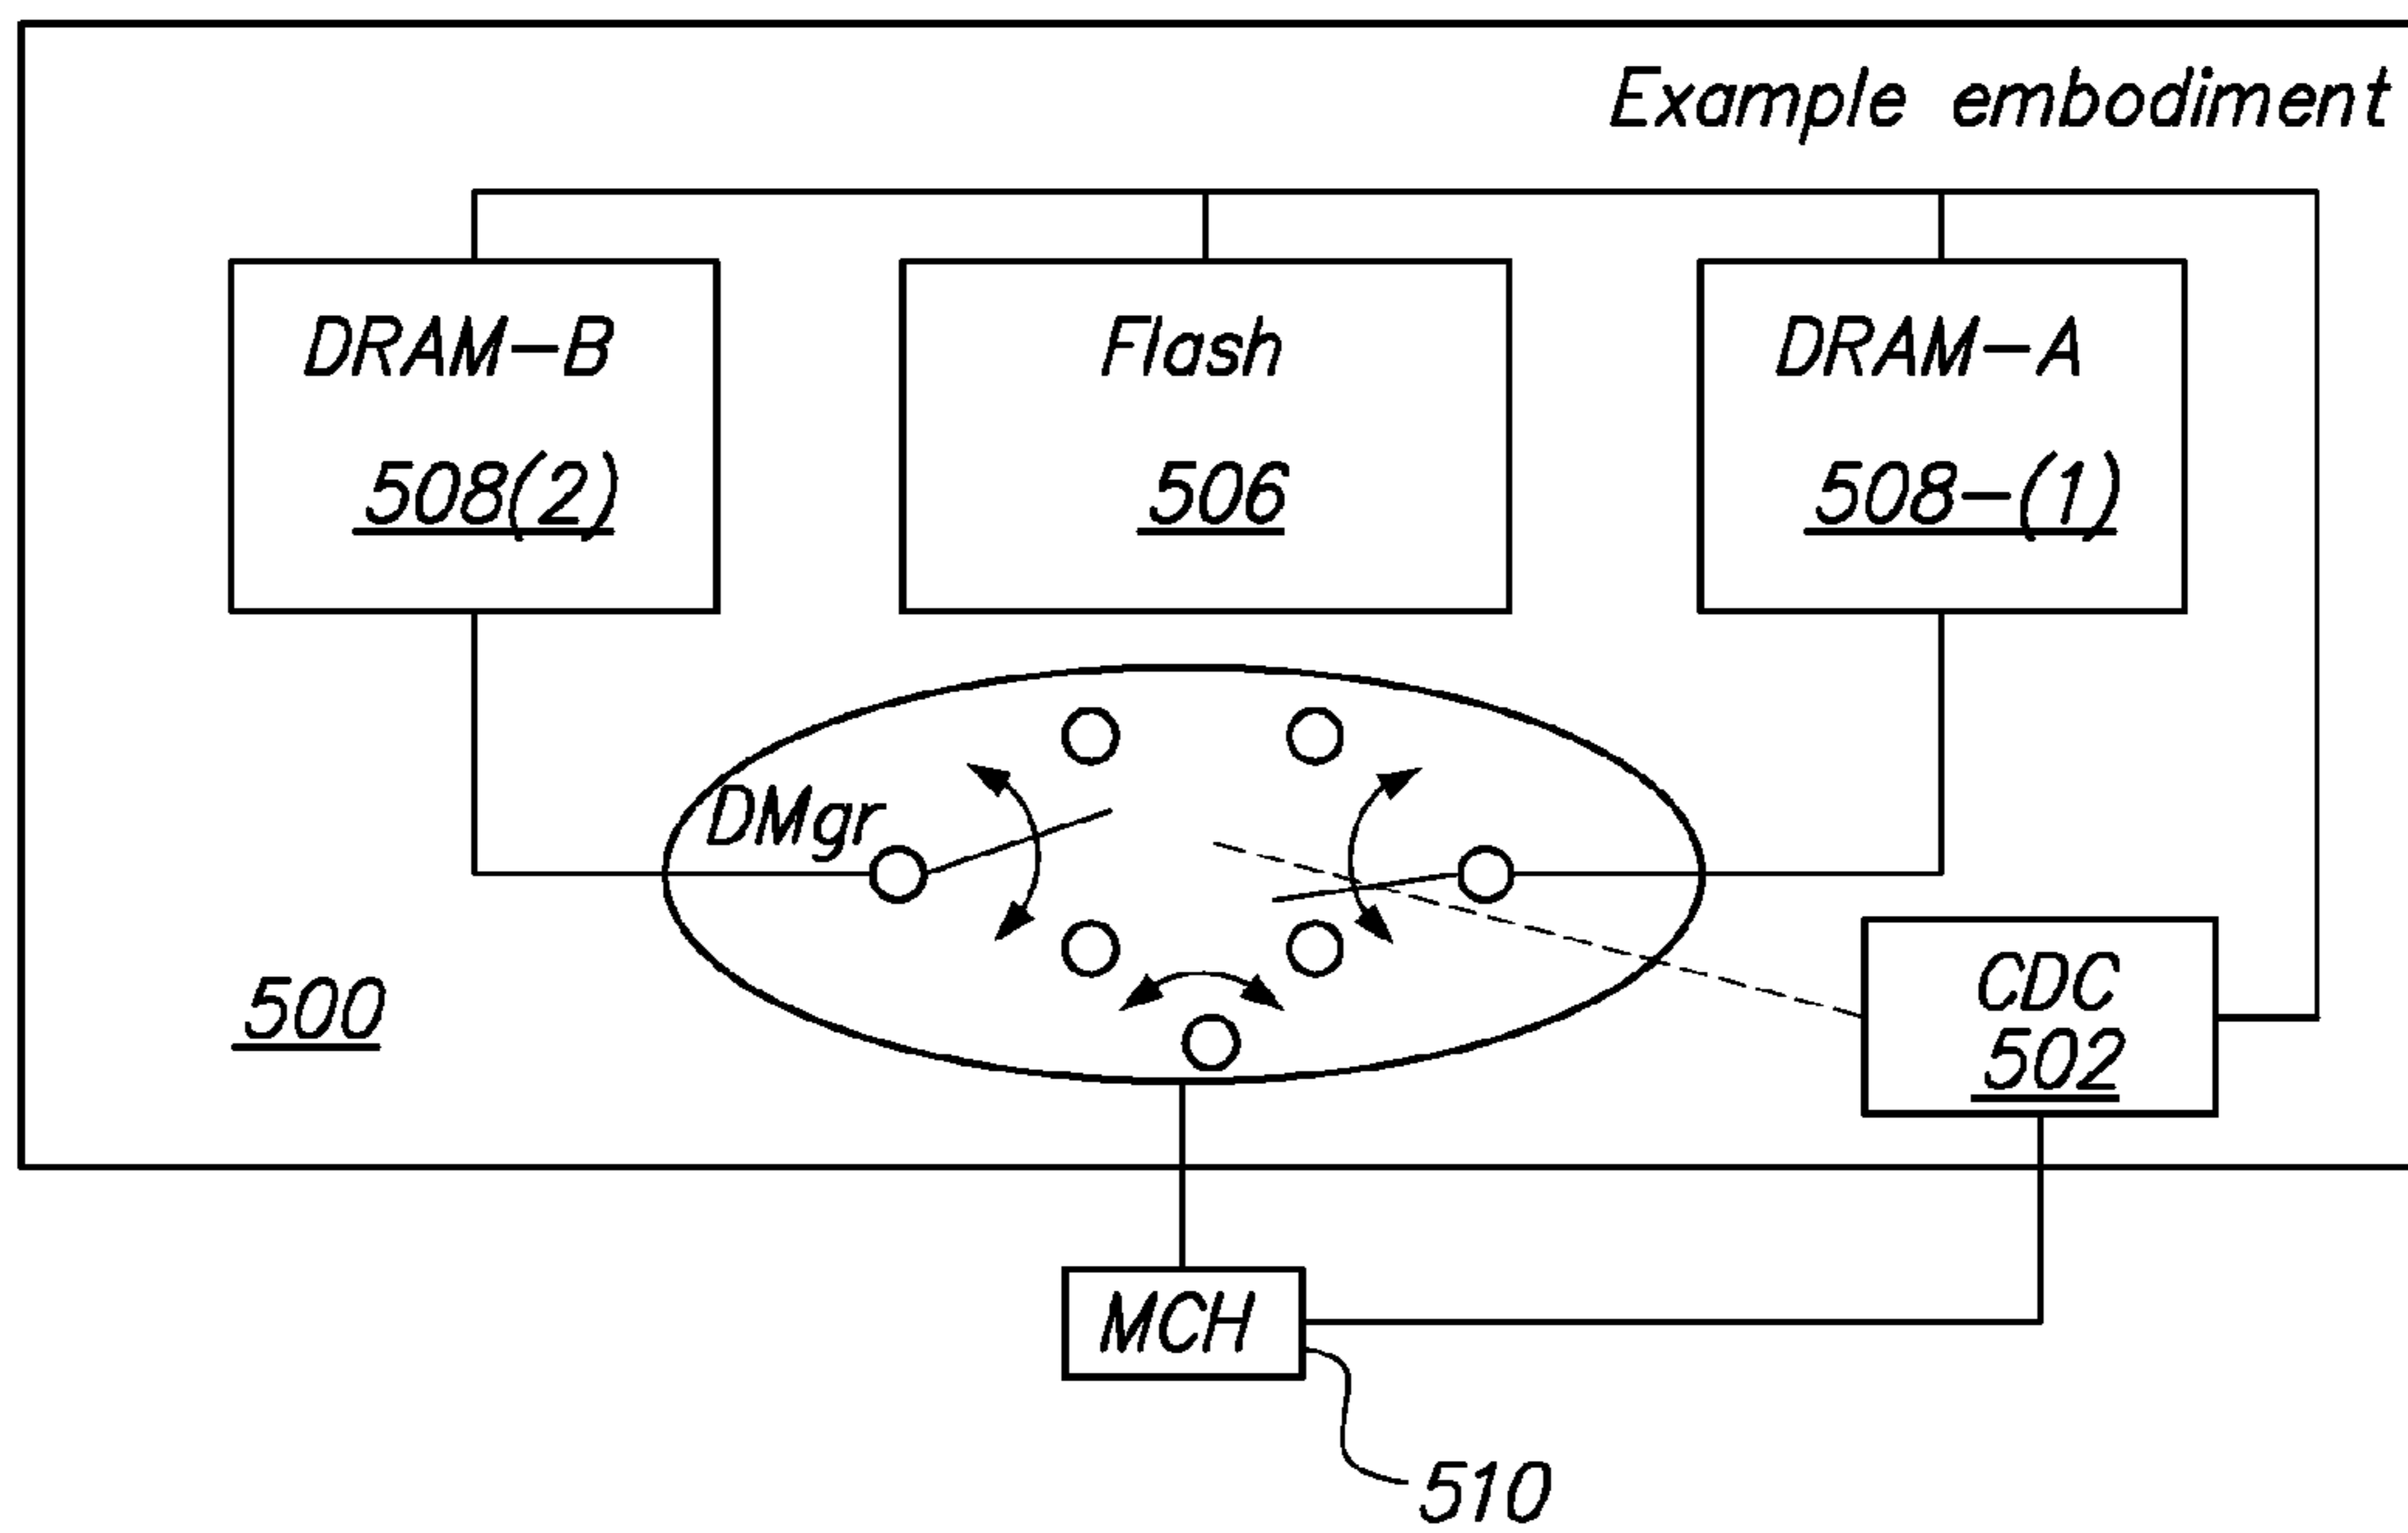 Example embodiment
DRAM-B
508(2)
Flash
506
DRAM-A
508-(1)
DMgr
500
CDC
502
MCH
510